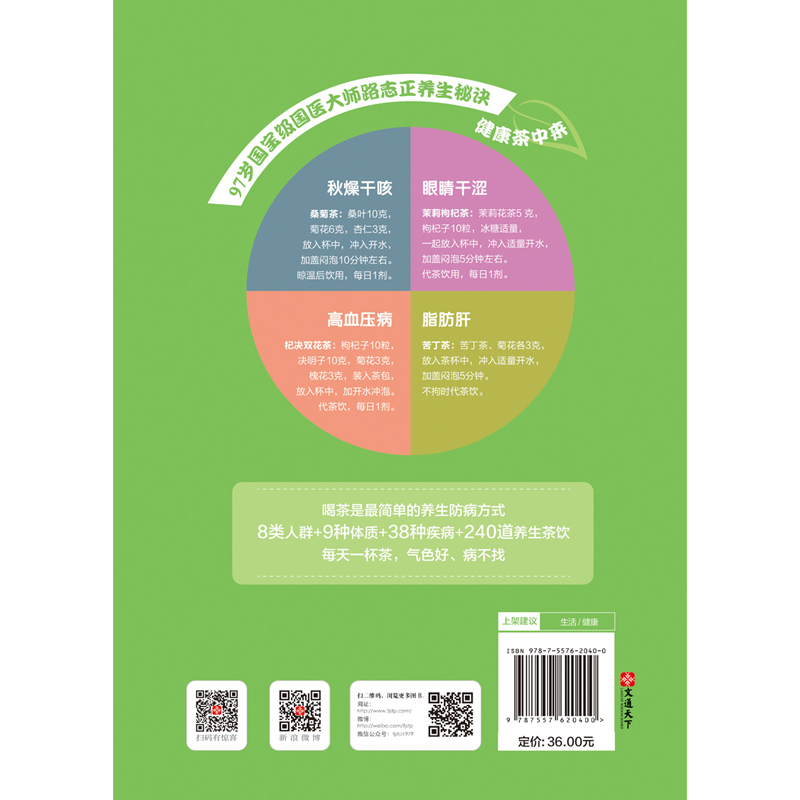 97岁国宝级国医大师路志正养生秘诀
健康茶中来
秋燥干咳
桑菊茶：桑叶10克，
菊花6克，杏仁3克，
放入杯中，冲入开水，
加盖闷泡10分钟左右。
晾温后饮用，每日1剂。
眼睛干涩
茉莉枸杞茶：茉莉花茶5 克，
枸杞子10粒，冰糖适量，
一起放入杯中，冲入适量开水，
加盖闷泡5分钟左右。
代茶饮用，每日1剂。
高血压病
杞决双花茶：枸杞子10粒，
决明子10克，菊花3克，
槐花3克，装入茶包，
放入杯中，加开水冲泡。
代茶饮，每日1剂。
脂肪肝
苦丁茶：苦丁茶、菊花各3克，
放入茶杯中，冲入适量开水，
加盖闷泡5分钟。
不拘时代茶饮。
喝茶是最简单的养生防病方式
8类人群+9种体质+38种疾病+240道养生茶饮
每天一杯茶，气色好、病不找
上架建议 生活/健康
ISBN 978-7-5576-2040-0
9 787557 620400 >
定价: 36.00元
文通天下
扫码有惊喜
新浪微博
扫二维码，浏览更多图书
网址:
http://www.fjstp.com/
微博:
http://weibo.com/fjstp
微信公众号: fjstp1979